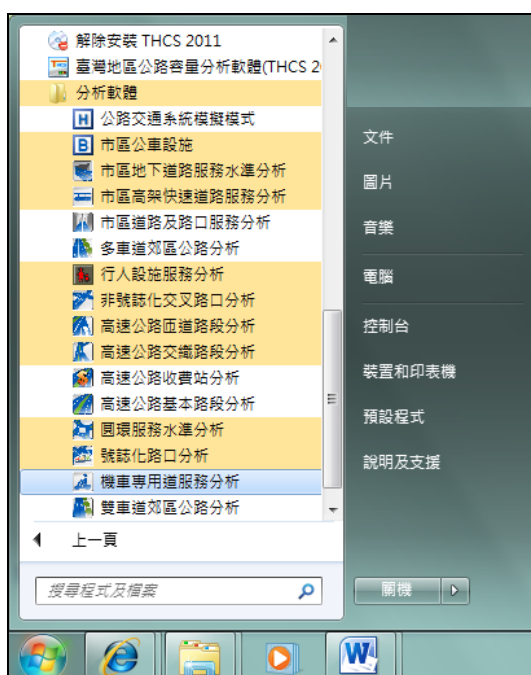 解除安裝 THCS 2011
臺灣地區公路容量分析軟體(THCS 2
分析軟體
公路交通系統模擬模式
市區公車設施
市區地下道路服務水準分析
市區高架快速道路服務分析
市區道路及路口服務分析
多車道郊區公路分析
行人設施服務分析
非號誌化交叉路口分析
高速公路匝道路段分析
高速公路交織路段分析
高速公路收費站分析
高速公路基本路段分析
圓環服務水準分析
號誌化路口分析
機車專用道服務分析
雙車道郊區公路分析
上一頁
搜尋程式及檔案
文件
圖片
音樂
電腦
控制台
裝置和印表機
預設程式
說明及支援
關機